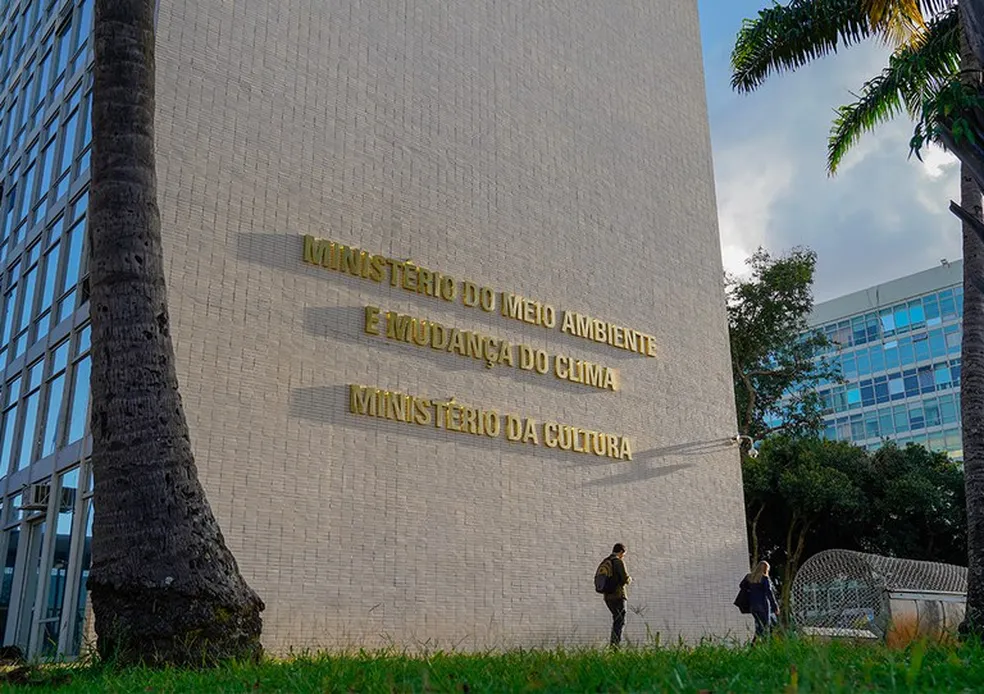 MINISTÉRIO DO MEIO AMBIENTE
E MUDANÇA DO CLIMA
MINISTÉRIO DA CULTURA